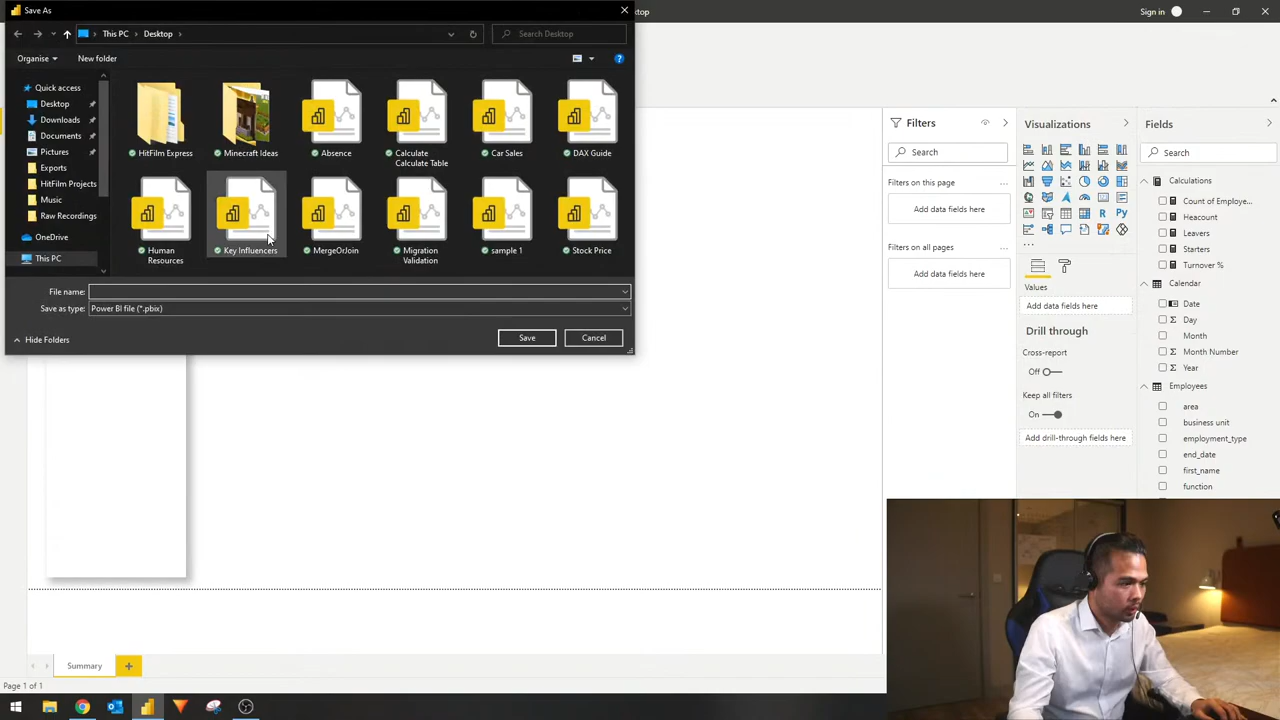 Save As
Desktop
Sign in
This PC
Desktop
Search Desktop
Organise
New folder
Quick access
Desktop
Downloads
Documents
Pictures
Exports
HitFilm Projects
Music
Raw Recordings
OneDrive
This PC
HitFilm Express
Minecraft Ideas
Absence
Calculate
Calculate Table
Car Sales
DAX Guide
Human
Resources
Key Influencers
MergeOrJoin
Migration
Validation
sample 1
Stock Price
File name:
Save as type:
Power BI file (*.pbix)
Hide Folders
Save
Cancel
Filters
Search
Filters on this page
...
Add data fields here
Filters on all pages
...
Add data fields here
Visualizations
R
Py
...
Values
Add data fields here
Drill through
Cross-report
Off
Keep all filters
On
Add drill-through fields here
Fields
Search
Calculations
Count of Employe...
Heacount
Leavers
Starters
Turnover %
Calendar
Date
Day
Month
Month Number
Year
Employees
area
business unit
employment_type
end_date
first_name
function
Summary
Page 1 of 1